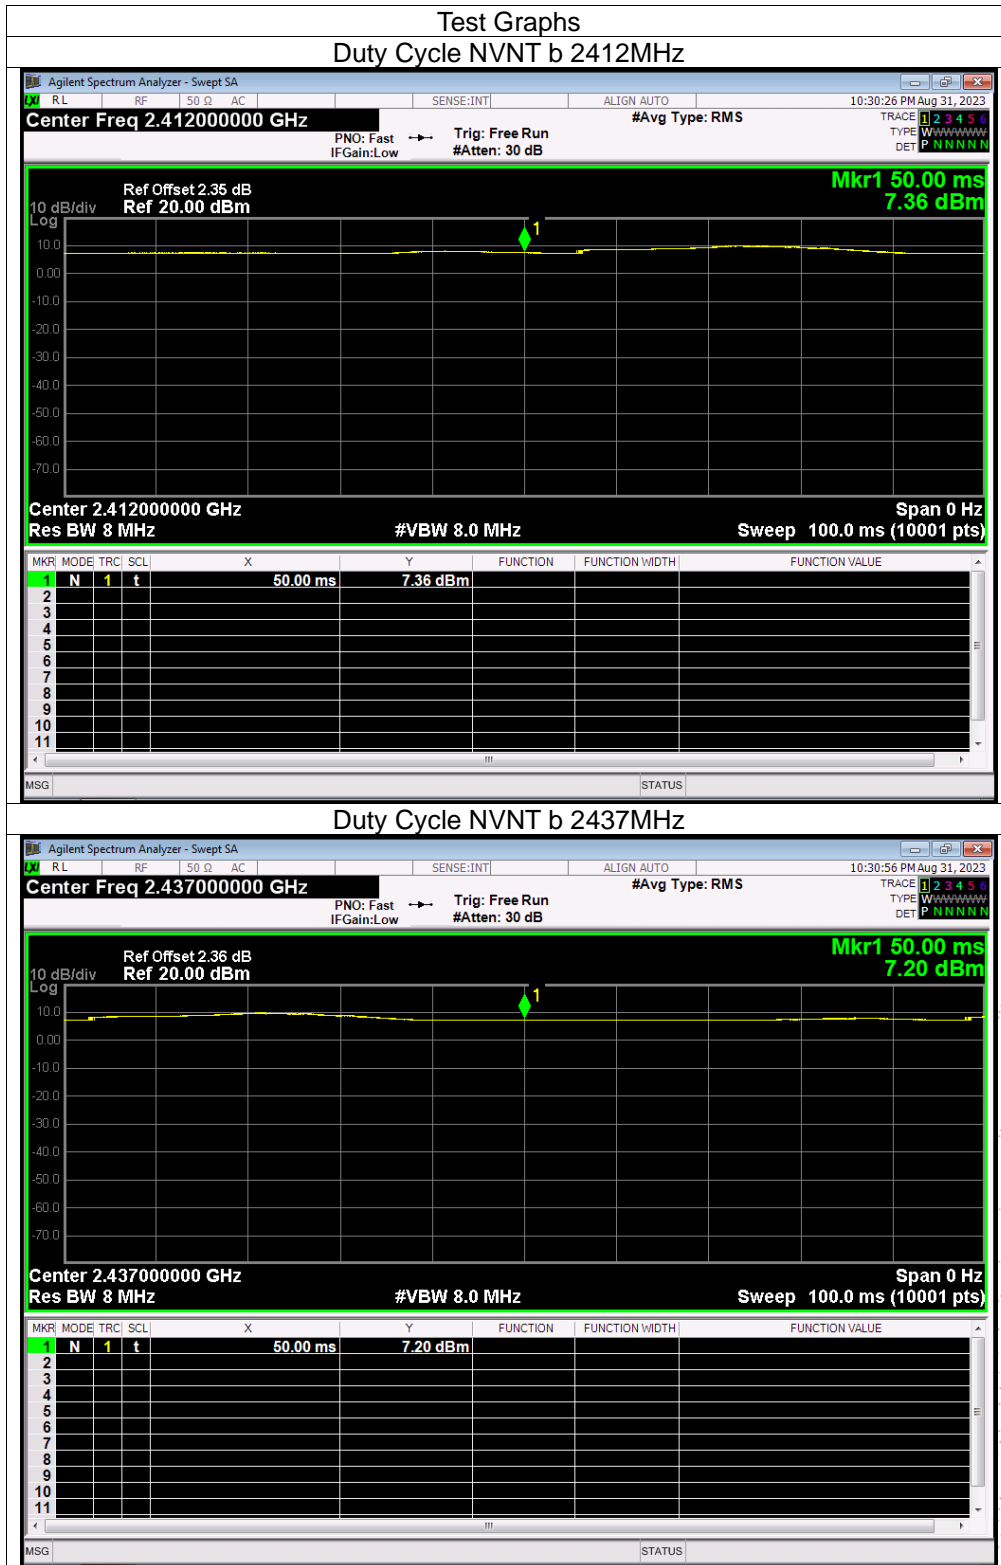 Test Graphs
Duty Cycle NVNT b 2412MHz
Agilent Spectrum Analyzer - Swept SA
LXI RL RF 50 Ω AC SENSE:INT ALIGN AUTO 10:30:26 PM Aug 31, 2023
Center Freq 2.412000000 GHz #Avg Type: RMS TRACE 1 2 3 4 5 6
PNO: Fast Trig: Free Run TYPE WWWWWW
IFGain:Low #Atten: 30 dB DET P N N N N N
Mkr1 50.00 ms
Ref Offset 2.35 dB
10 dB/div Ref 20.00 dBm 7.36 dBm
Log
1
10.0
0.00
-10.0
-20.0
-30.0
-40.0
-50.0
-60.0
-70.0
Center 2.412000000 GHz Span 0 Hz
Res BW 8 MHz #VBW 8.0 MHz Sweep 100.0 ms (10001 pts)
MKR MODE TRC SCL X Y FUNCTION FUNCTION WIDTH FUNCTION VALUE
1 N 1 t 50.00 ms 7.36 dBm
2
3
4
5
6
7
8
9
10
11
MSG STATUS
Duty Cycle NVNT b 2437MHz
Agilent Spectrum Analyzer - Swept SA
LXI RL RF 50 Ω AC SENSE:INT ALIGN AUTO 10:30:56 PM Aug 31, 2023
Center Freq 2.437000000 GHz #Avg Type: RMS TRACE 1 2 3 4 5 6
PNO: Fast Trig: Free Run TYPE WWWWWW
IFGain:Low #Atten: 30 dB DET P N N N N N
Mkr1 50.00 ms
Ref Offset 2.36 dB
10 dB/div Ref 20.00 dBm 7.20 dBm
Log
1
10.0
0.00
-10.0
-20.0
-30.0
-40.0
-50.0
-60.0
-70.0
Center 2.437000000 GHz Span 0 Hz
Res BW 8 MHz #VBW 8.0 MHz Sweep 100.0 ms (10001 pts)
MKR MODE TRC SCL X Y FUNCTION FUNCTION WIDTH FUNCTION VALUE
1 N 1 t 50.00 ms 7.20 dBm
2
3
4
5
6
7
8
9
10
11
MSG STATUS